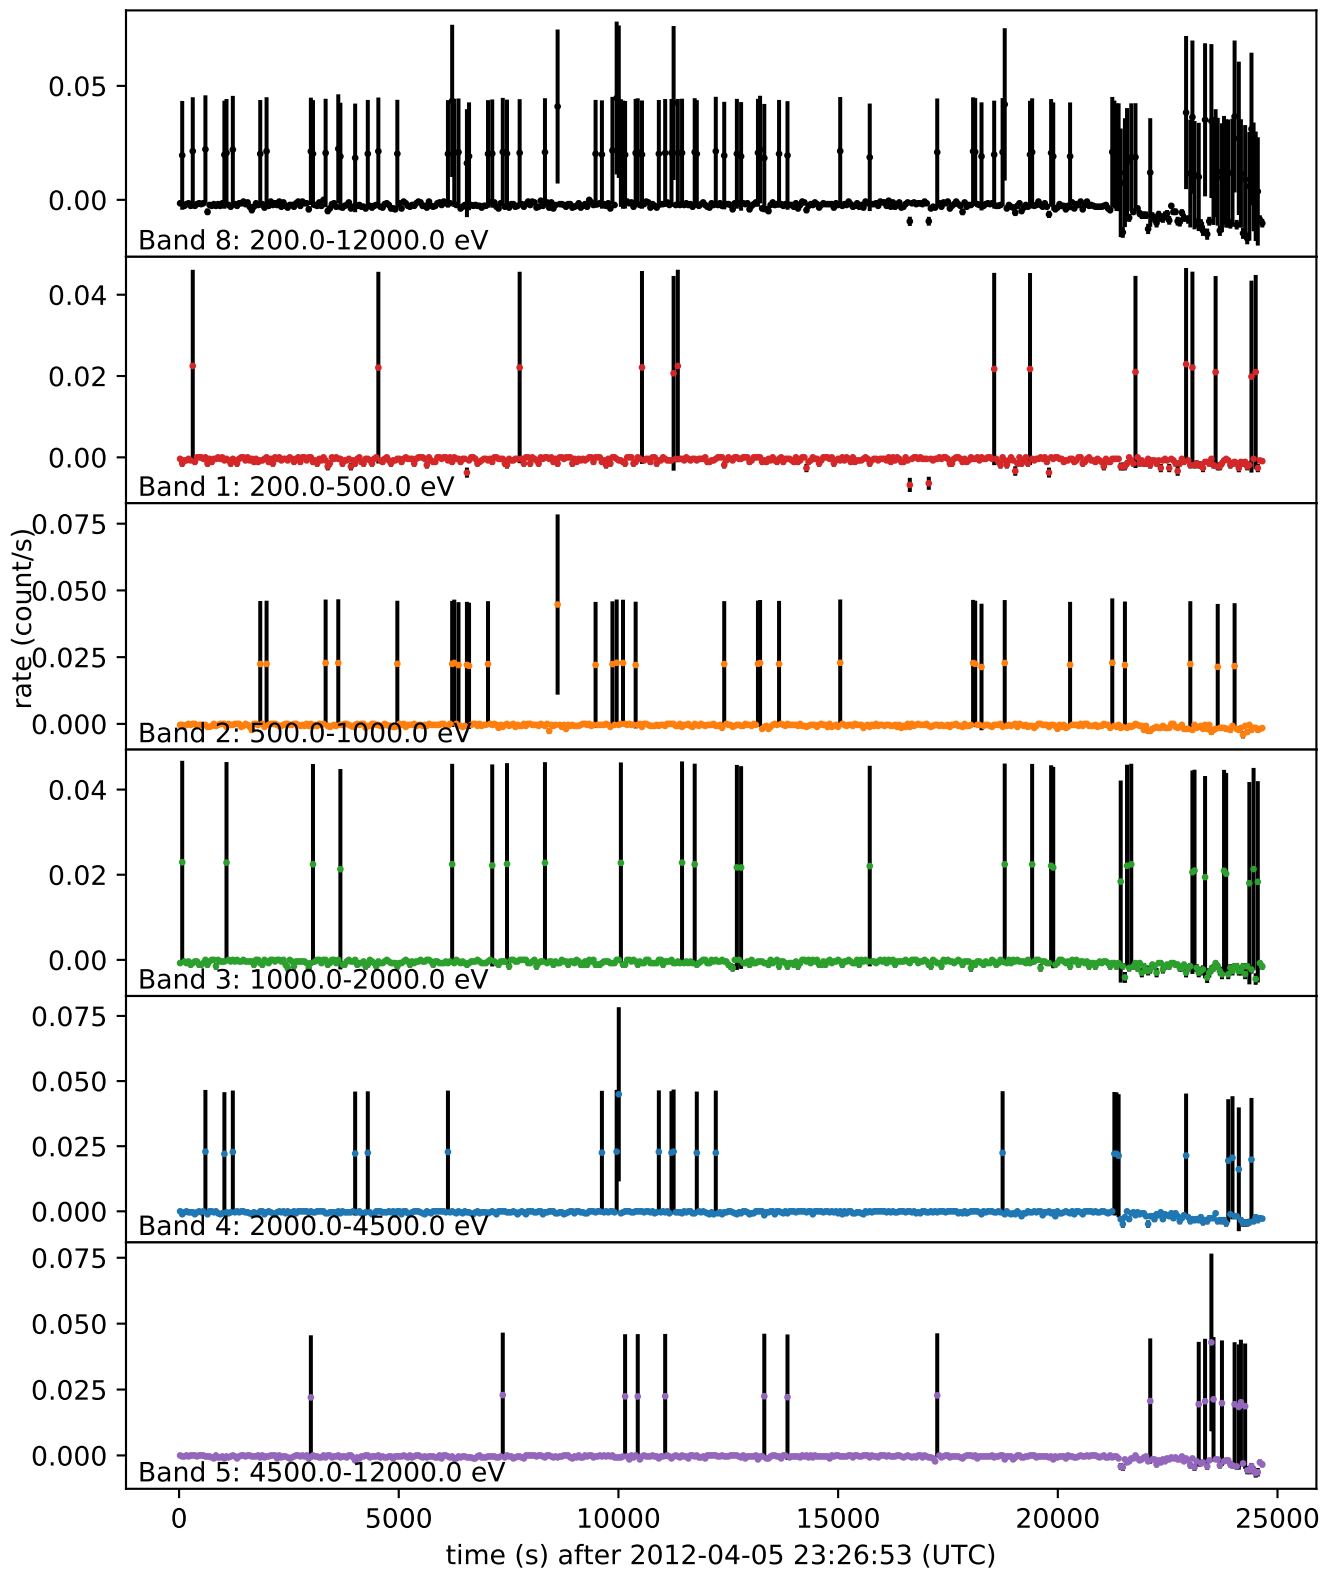 0.05
0.00
Band 8: 200.0-12000.0 eV
0.04
0.02
0.00
Band 1: 200.0-500.0 eV
rate (count/s)
0.075
0.050
0.025
0.000
Band 2: 500.0-1000.0 eV
0.04
0.02
0.00
Band 3: 1000.0-2000.0 eV
0.075
0.050
0.025
0.000
Band 4: 2000.0-4500.0 eV
0.075
0.050
0.025
0.000
Band 5: 4500.0-12000.0 eV
0 5000 10000 15000 20000 25000
time (s) after 2012-04-05 23:26:53 (UTC)